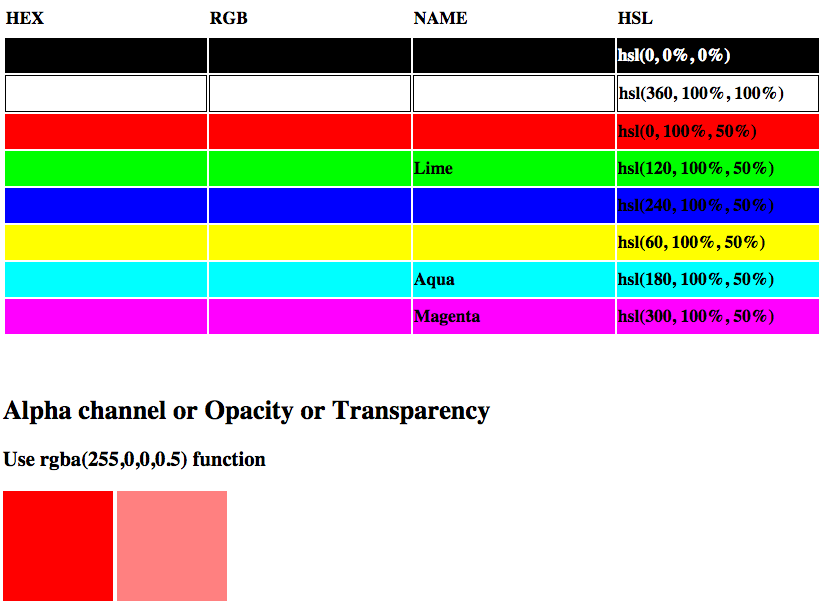 HEX RGB NAME HSL
hsl(0, 0%, 0%)
hsl(360, 100%, 100%)
hsl(0, 100%, 50%)
Lime hsl(120, 100%, 50%)
hsl(240, 100%, 50%)
hsl(60, 100%, 50%)
Aqua hsl(180, 100%, 50%)
Magenta hsl(300, 100%, 50%)
Alpha channel or Opacity or Transparency
Use rgba(255,0,0,0.5) function